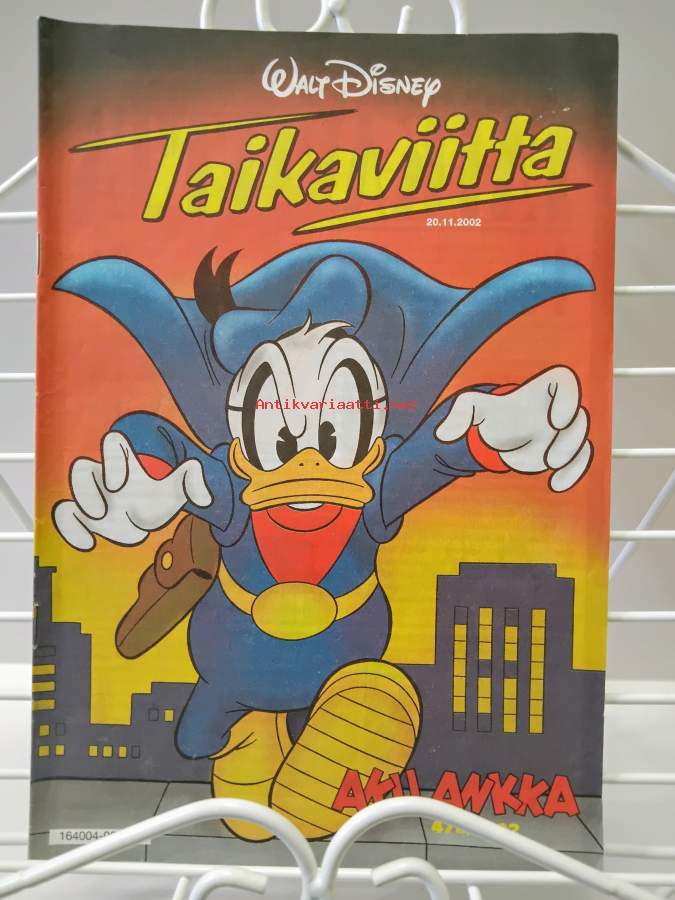 WALT DISNEY
Taikaviitta
20.11.2002
Antikvariaatti.net
AKU ANKKA